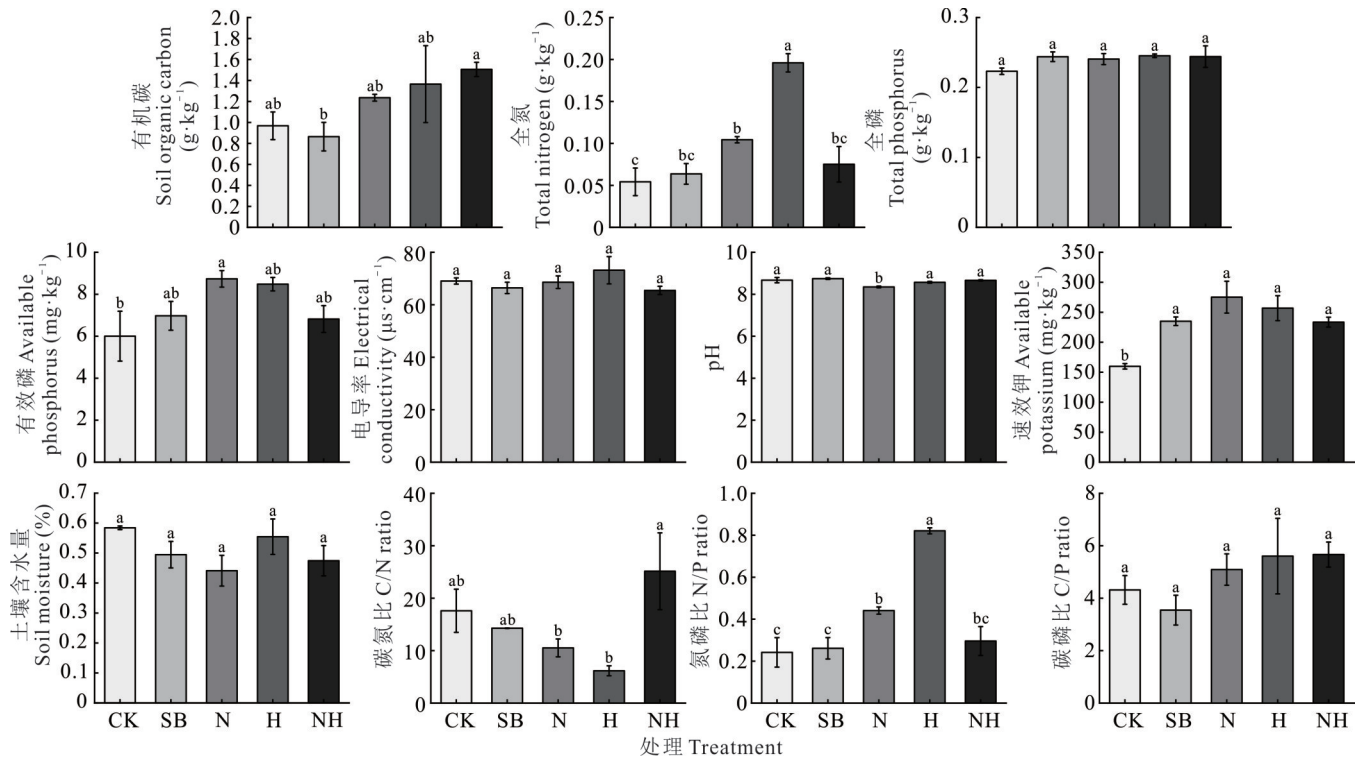 有机碳
Soil organic carbon
(g·kg⁻¹)
2.0
1.8
1.6
1.4
1.2
1.0
0.8
0.6
0.4
0.2
0
ab
b
ab
ab
a
全氮
Total nitrogen (g·kg⁻¹)
0.25
0.20
0.15
0.10
0.05
0
c
bc
b
a
bc
全磷
Total phosphorus
(g·kg⁻¹)
0.3
0.2
0.1
0
a
a
a
a
a
有效磷 Available
phosphorus (mg·kg⁻¹)
10
8
6
4
2
0
b
ab
a
ab
ab
电导率 Electrical
conductivity (μs·cm⁻¹)
80
60
40
20
0
a
a
a
a
a
pH
10
8
6
4
2
0
a
a
b
a
a
速效钾 Available
potassium (mg·kg⁻¹)
350
300
250
200
150
100
50
0
b
a
a
a
a
土壤含水量
Soil moisture (%)
0.7
0.6
0.5
0.4
0.3
0.2
0.1
0
a
a
a
a
a
CK SB N H NH
碳氮比 C/N ratio
40
30
20
10
0
ab
ab
b
b
a
CK SB N H NH
氮磷比 N/P ratio
1.0
0.8
0.6
0.4
0.2
0
c
c
b
a
bc
CK SB N H NH
碳磷比 C/P ratio
8
6
4
2
0
a
a
a
a
a
CK SB N H NH
处理 Treatment